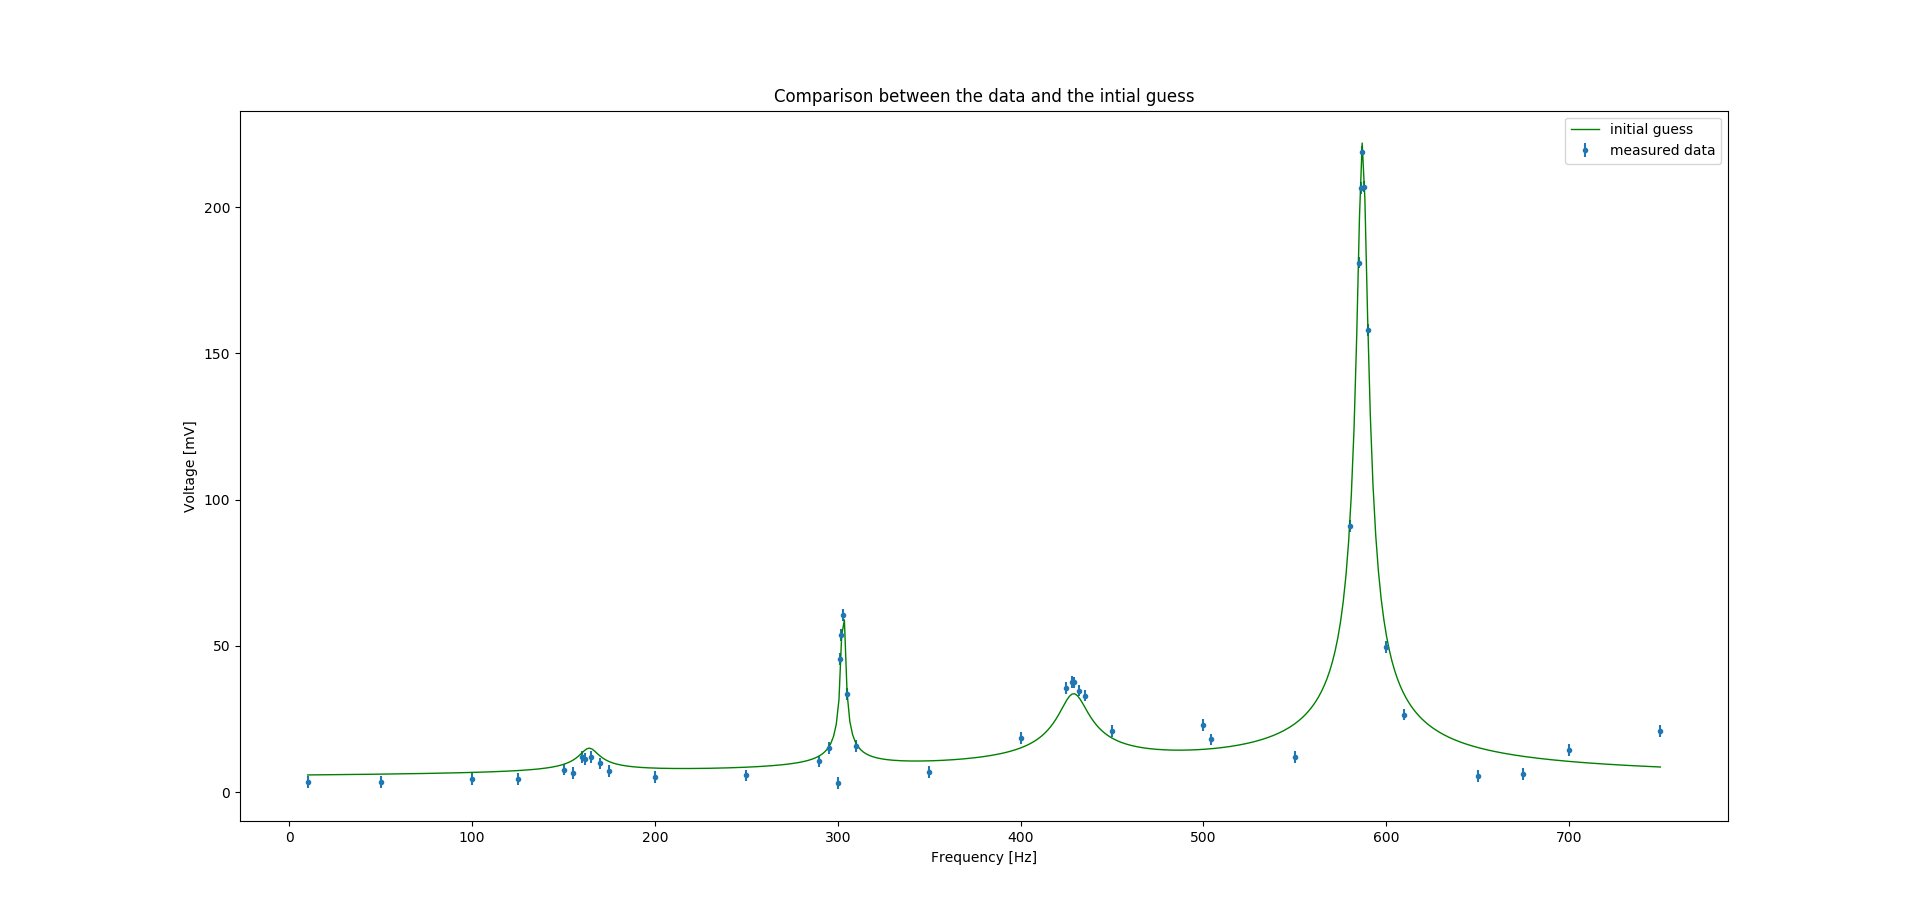 Comparison between the data and the intial guess
initial guess
measured data
Voltage [mV]
200
150
100
50
0
0 100 200 300 400 500 600 700
Frequency [Hz]